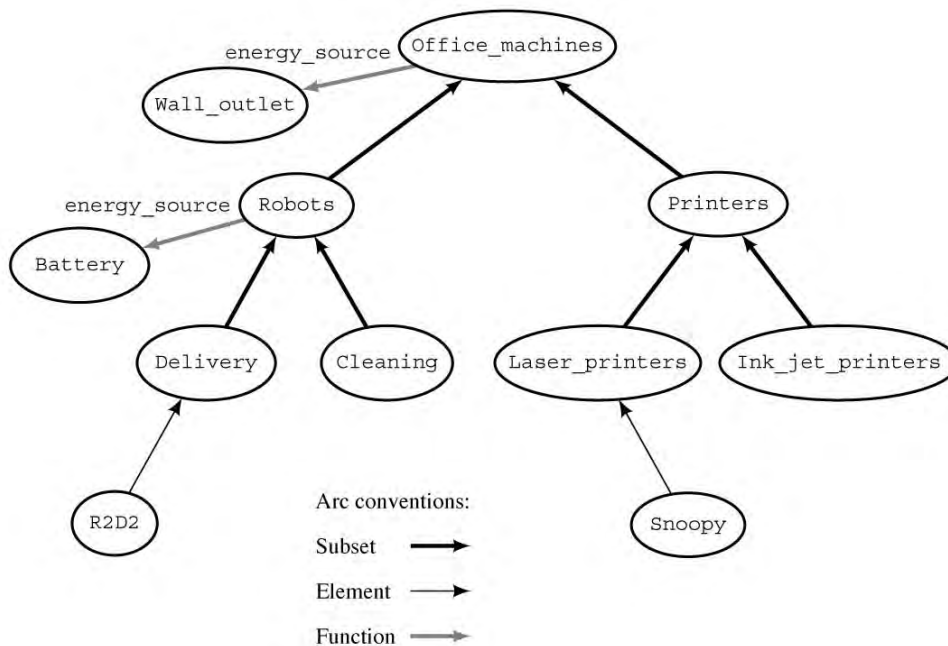 Office_machines
energy_source
Wall_outlet
Robots
Printers
energy_source
Battery
Delivery
Cleaning
Laser_printers
Ink_jet_printers
R2D2
Snoopy
Arc conventions:
Subset
Element
Function